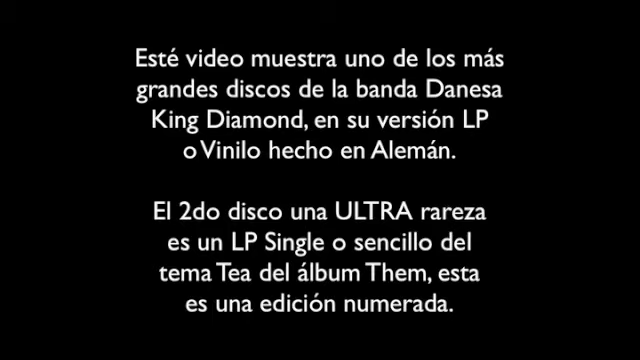 Esté video muestra uno de los más
grandes discos de la banda Danesa
King Diamond, en su versión LP
o Vinilo hecho en Alemán.
El 2do disco una ULTRA rareza
es un LP Single o sencillo del
tema Tea del álbum Them, esta
es una edición numerada.